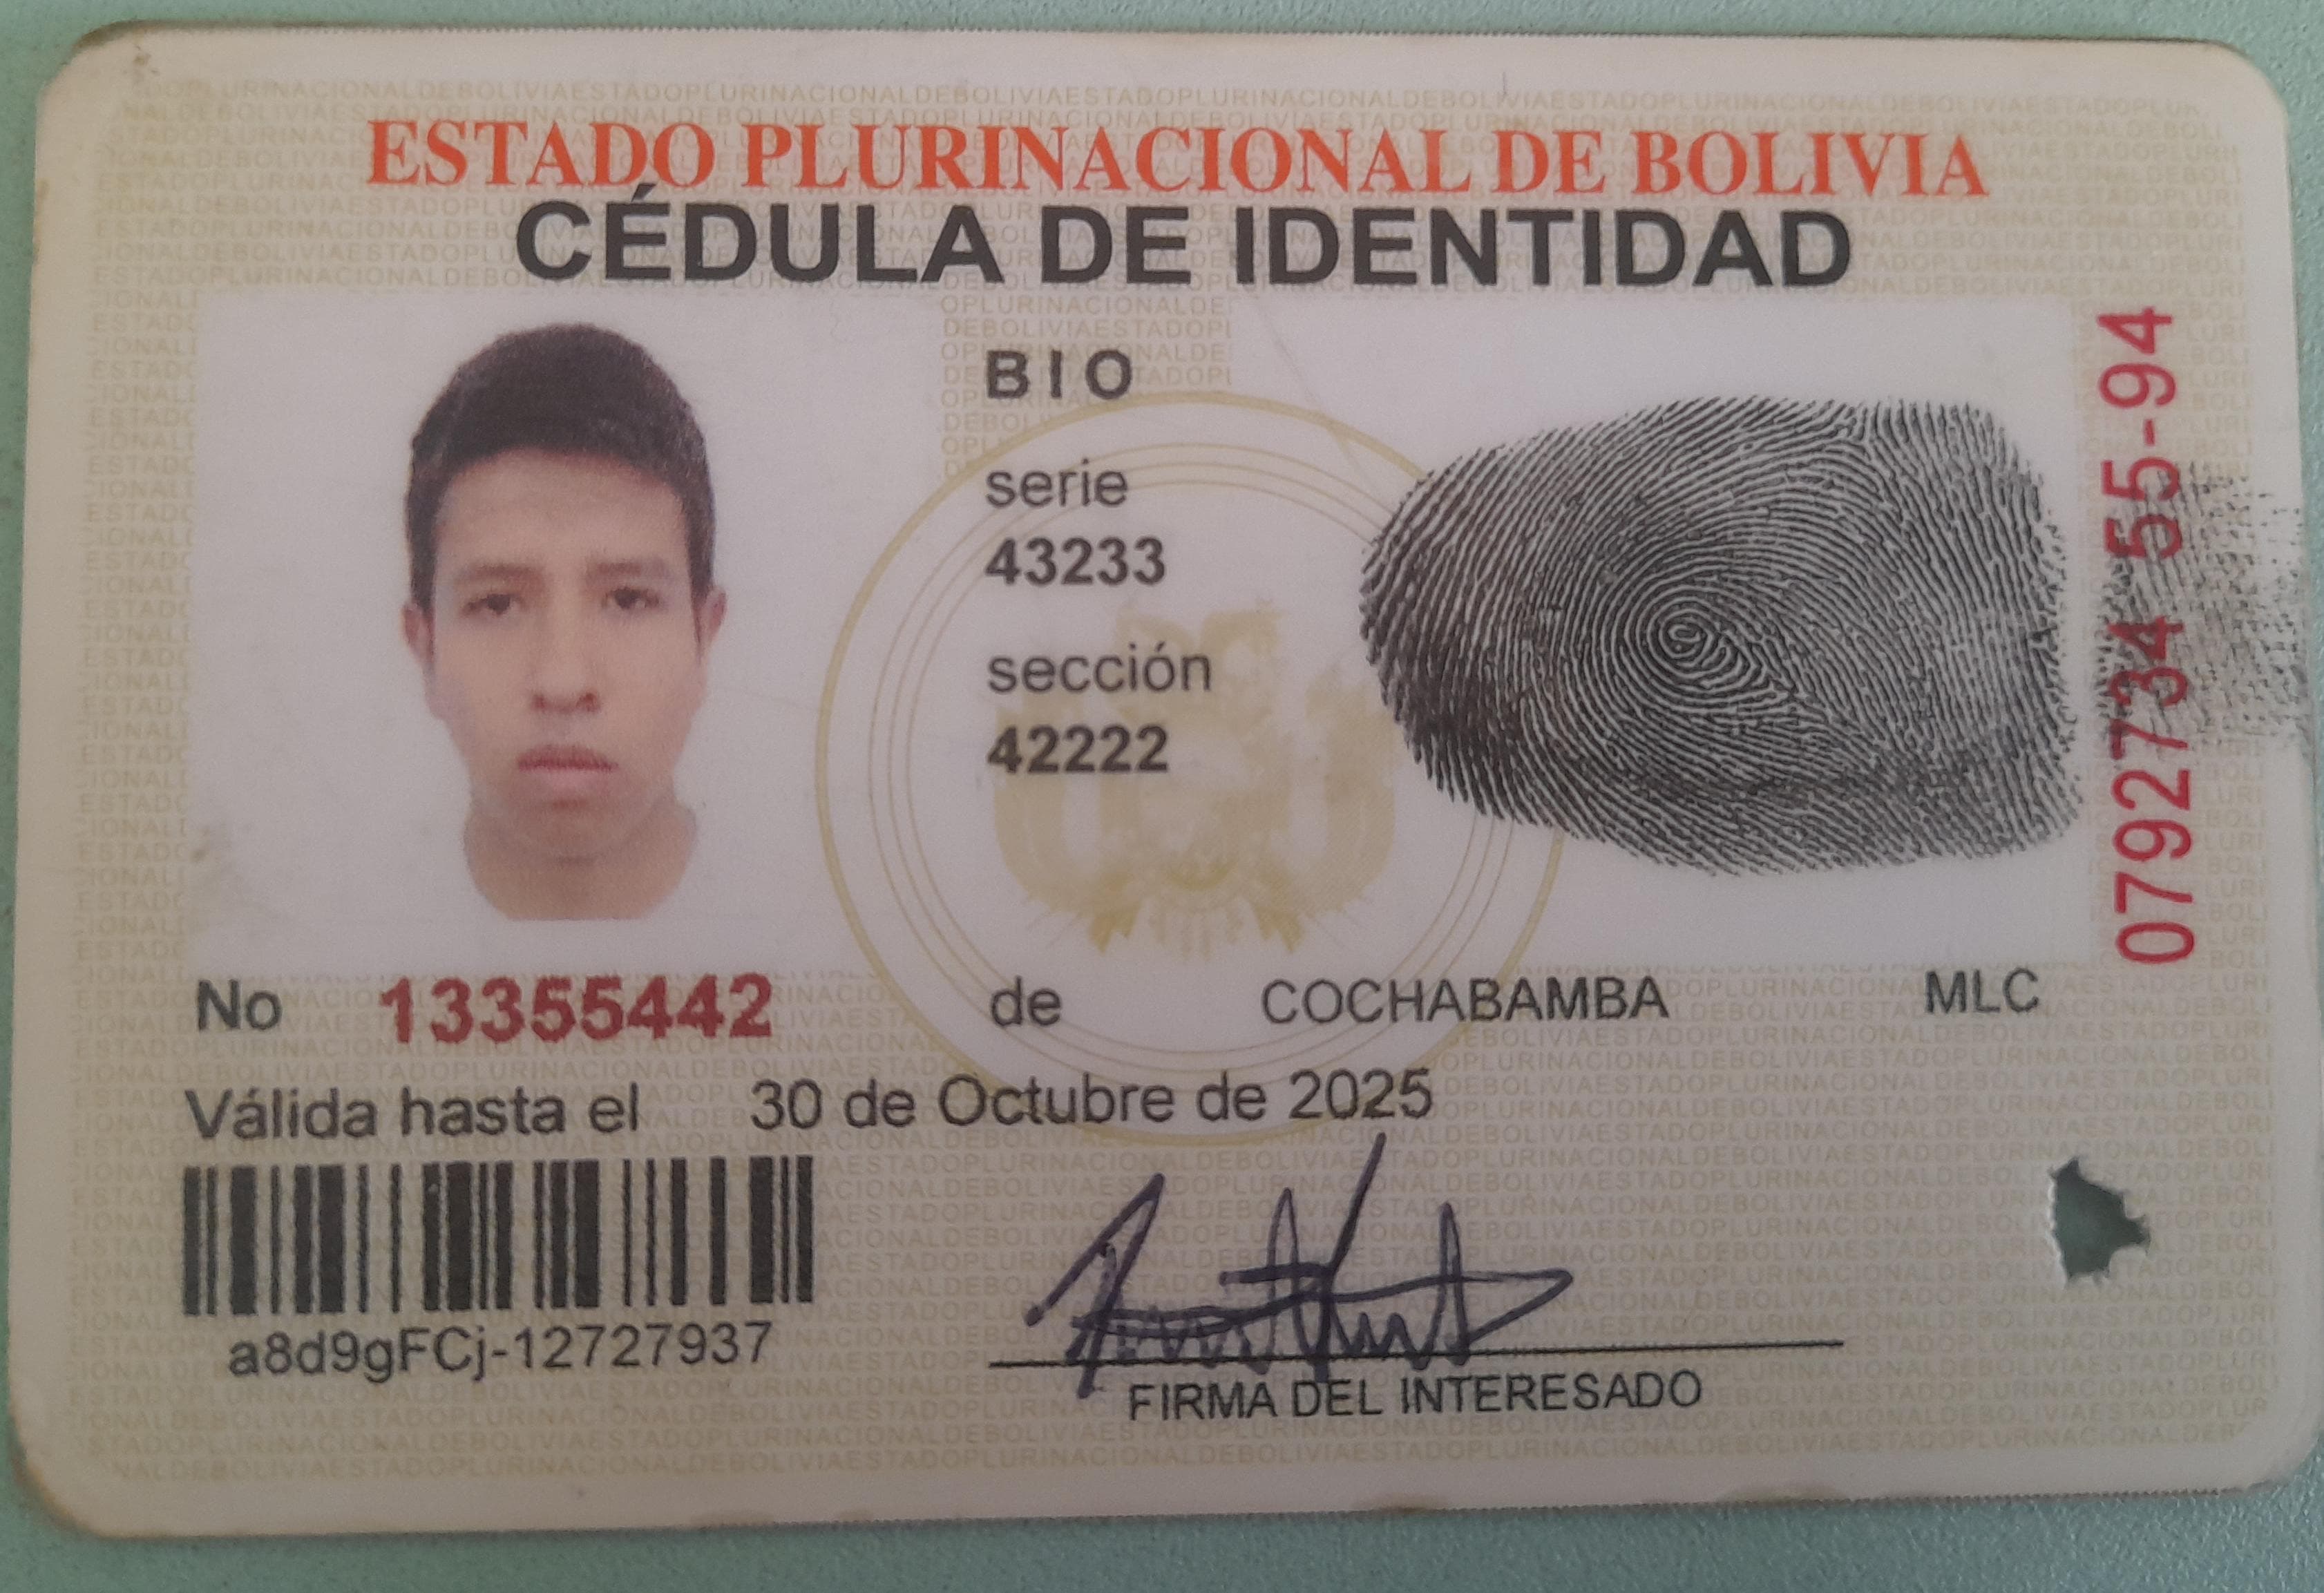 ESTADO PLURINACIONAL DE BOLIVIA
CÉDULA DE IDENTIDAD
BIO
serie
43233
sección
42222
0792734 55-94
No 13355442 de COCHABAMBA MLC
Válida hasta el 30 de Octubre de 2025
a8d9gFCj-12727937
FIRMA DEL INTERESADO